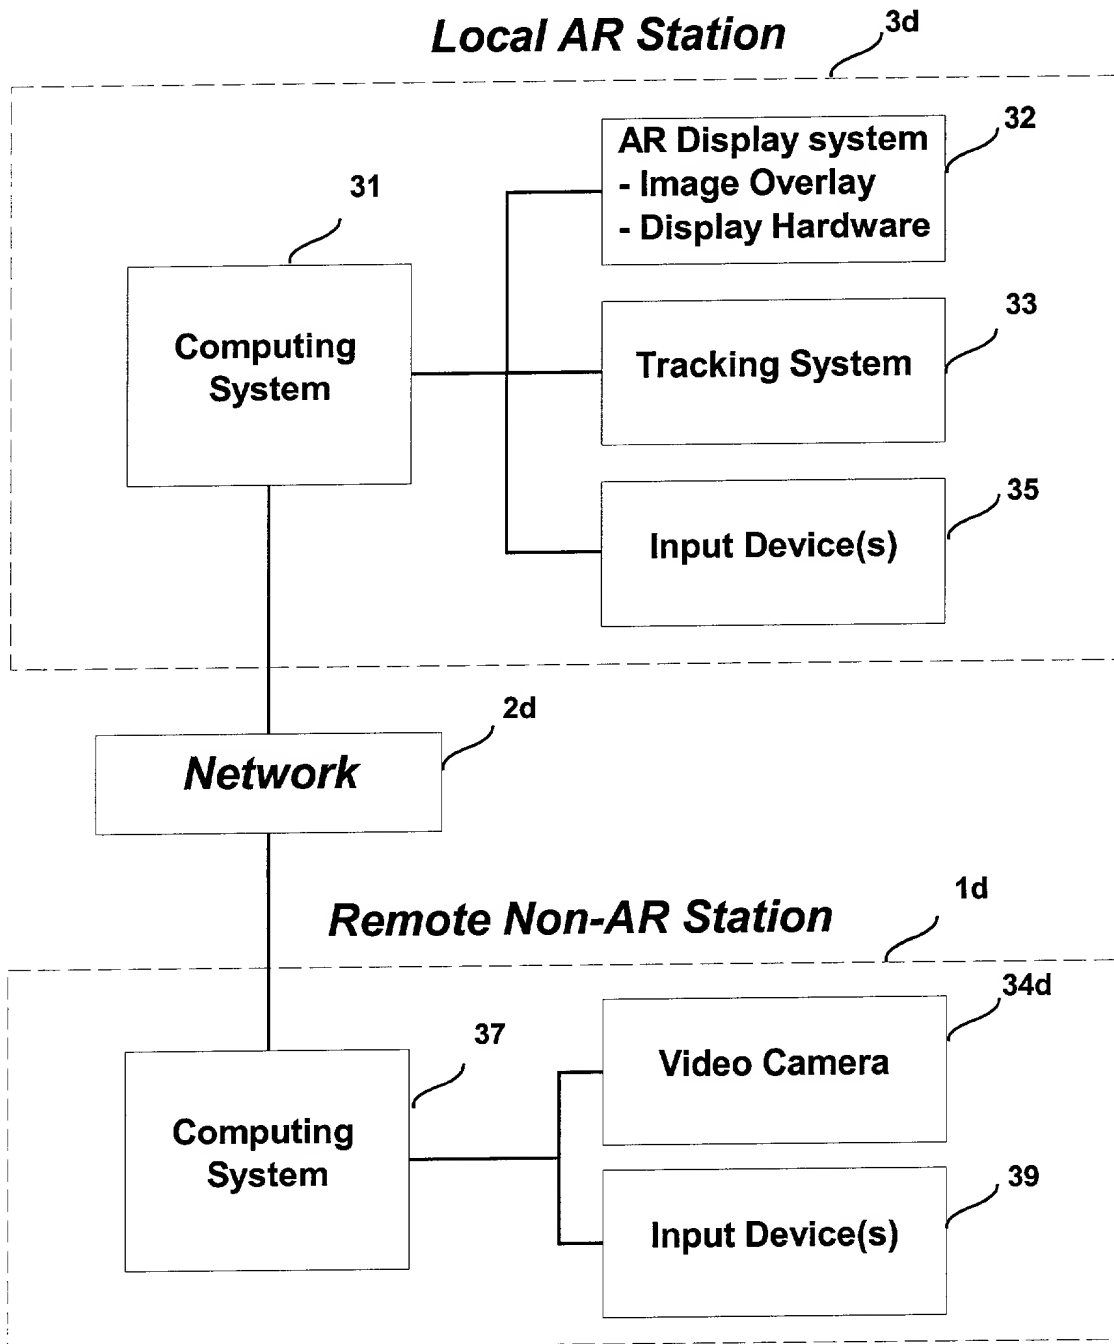 Local AR Station
3d
32
AR Display system
- Image Overlay
- Display Hardware
31
Computing
System
33
Tracking System
35
Input Device(s)
2d
Network
1d
Remote Non-AR Station
34d
Video Camera
37
Computing
System
39
Input Device(s)